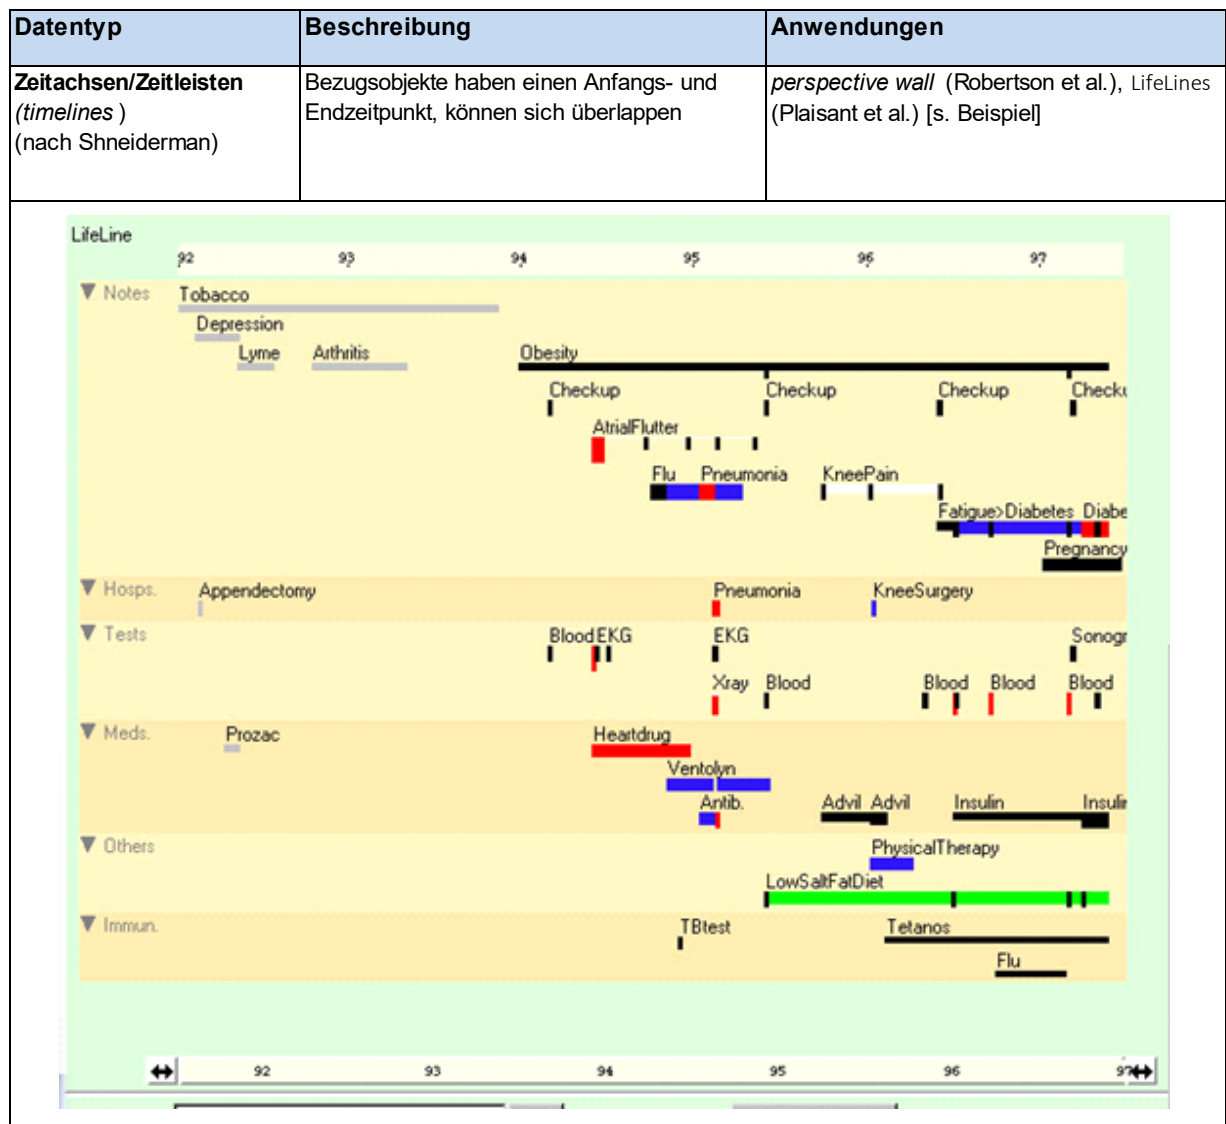 Datentyp Beschreibung Anwendungen
Zeitachsen/Zeitleisten
(timelines )
(nach Shneiderman)
Bezugsobjekte haben einen Anfangs- und
Endzeitpunkt, können sich überlappen
perspective wall (Robertson et al.), LifeLines
(Plaisant et al.) [s. Beispiel]
LifeLine
92 93 94 95 96 97
Notes Tobacco
Depression
Lyme Arthritis Obesity
Checkup Checkup Checkup Checku
AtrialFlutter
Flu Pneumonia KneePain
Fatigue>Diabetes Diabe
Pregnancy
Hosps. Appendectomy Pneumonia KneeSurgery
Tests Blood EKG EKG Sonogr
Xray Blood Blood Blood Blood
Meds. Prozac Heartdrug
Ventolyn
Antib. Advil Advil Insulin Insulin
Others PhysicalTherapy
LowSaltFatDiet
Immun. TBtest Tetanos
Flu
92 93 94 95 96 97